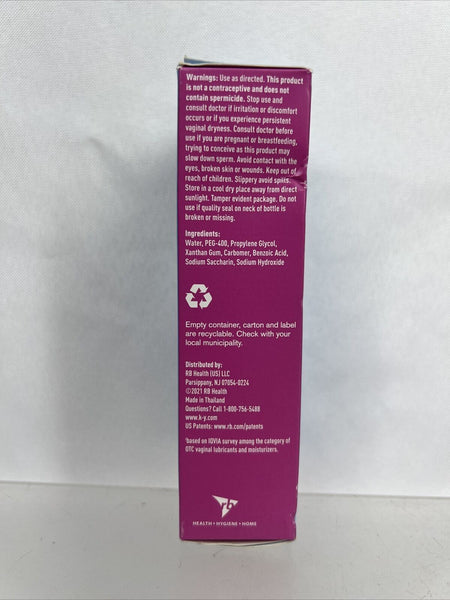 Warnings: Use as directed. This product
is not a contraceptive and does not
contain spermicide. Stop use and
consult doctor if irritation or discomfort
occurs or if you experience persistent
vaginal dryness. Consult doctor before
use if you are pregnant or breastfeeding,
trying to conceive as this product may
slow down sperm. Avoid contact with the
eyes, broken skin or wounds. Keep out of
reach of children. Slippery avoid spills.
Store in a cool dry place away from direct
sunlight. Tamper evident package. Do not
use if quality seal on neck of bottle is
broken or missing.
Ingredients:
Water, PEG-400, Propylene Glycol,
Xanthan Gum, Carbomer, Benzoic Acid,
Sodium Saccharin, Sodium Hydroxide
Empty container, carton and label
are recyclable. Check with your
local municipality.
Distributed by:
RB Health (US) LLC
Parsippany, NJ 07054-0224
©2021 RB Health
Made in Thailand
Questions? Call 1-800-756-5488
www.k-y.com
US Patents: www.rb.com/patents
based on IQVIA survey among the category of
OTC vaginal lubricants and moisturizers.
rb
HEALTH • HYGIENE • HOME